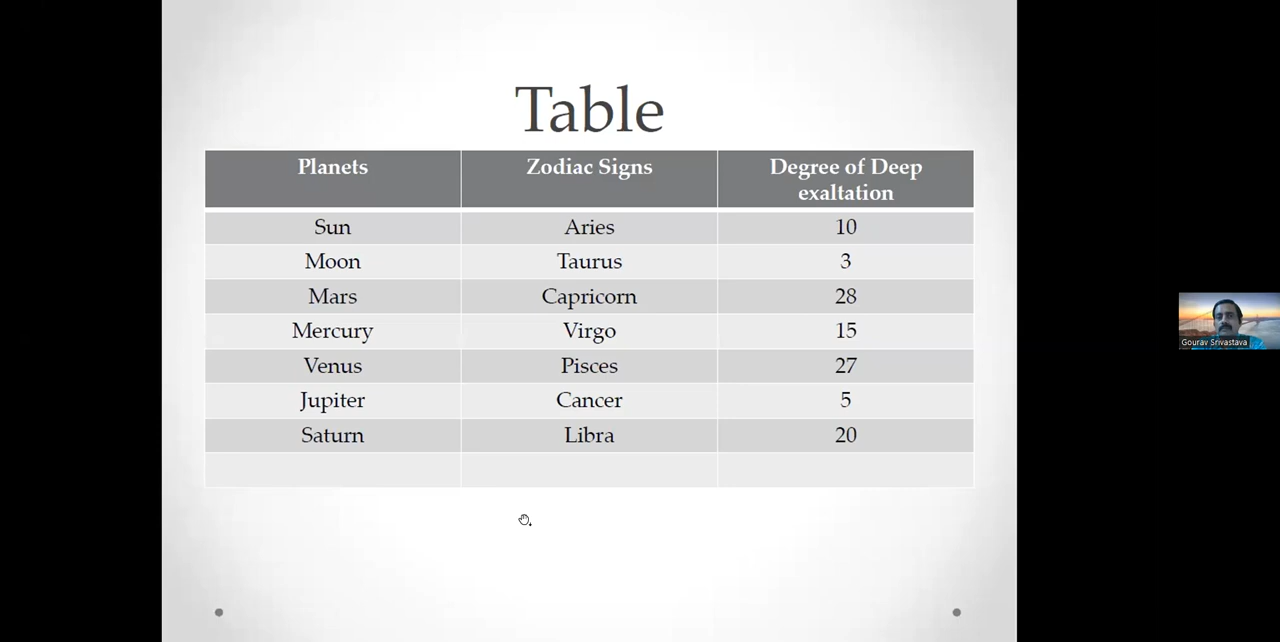 Table
Planets Zodiac Signs Degree of Deep
exaltation
Sun Aries 10
Moon Taurus 3
Mars Capricorn 28
Mercury Virgo 15
Venus Pisces 27
Jupiter Cancer 5
Saturn Libra 20
Gourav Srivastava